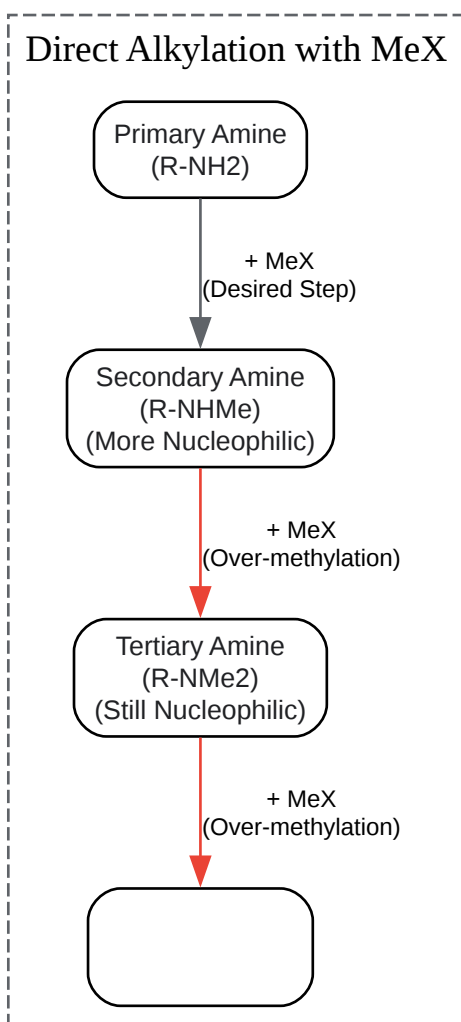 Direct Alkylation with MeX
Primary Amine
(R-NH2)
+ MeX
(Desired Step)
Secondary Amine
(R-NHMe)
(More Nucleophilic)
+ MeX
(Over-methylation)
Tertiary Amine
(R-NMe2)
(Still Nucleophilic)
+ MeX
(Over-methylation)